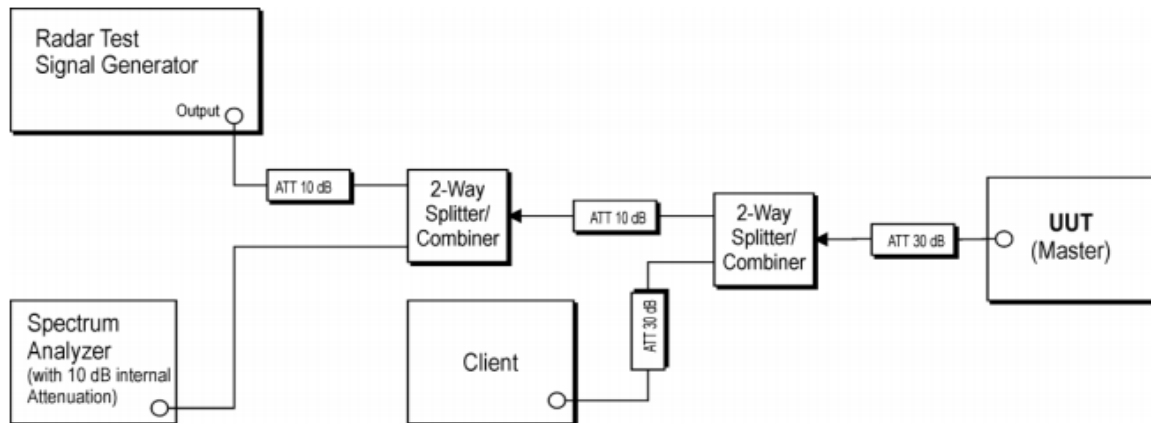 Radar Test
Signal Generator
Output
ATT 10 dB
2-Way
Splitter/
Combiner
ATT 10 dB
2-Way
Splitter/
Combiner
ATT 30 dB
UUT
(Master)
Spectrum
Analyzer
(with 10 dB internal
Attenuation)
Client
ATT 30 dB